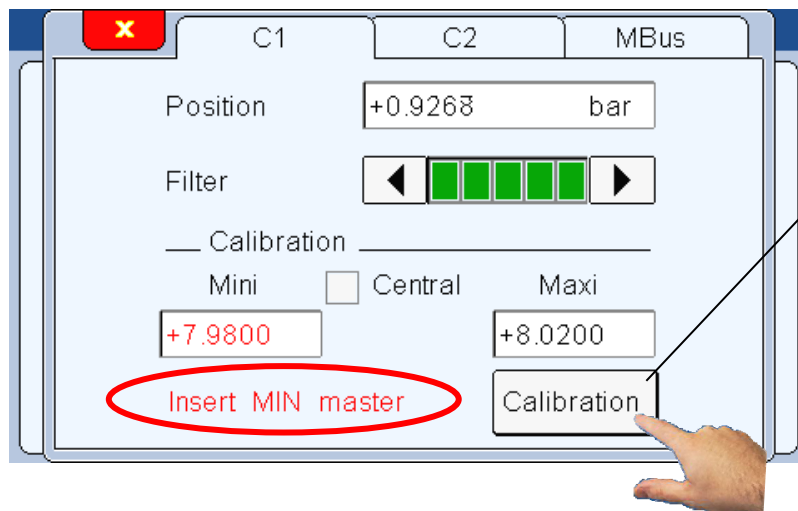 x C1 C2 MBus
Position +0.9268 bar
Filter
Calibration
Mini Central Maxi
+7.9800 +8.0200
Insert MIN master Calibration